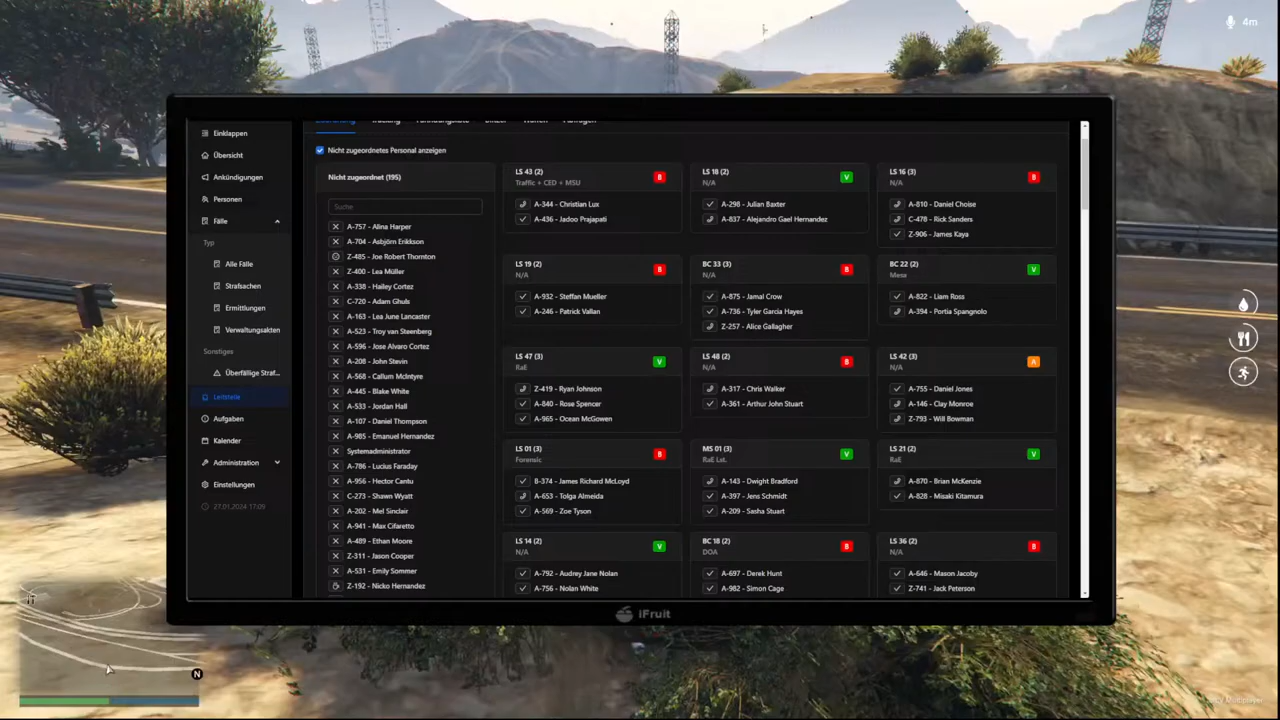 4m
Nicht zugeordnetes Personal anzeigen
Einklappen
Übersicht
Ankündigungen
Personen
Fälle
Typ
Alle Fälle
Strafsachen
Ermittlungen
Verwaltungsakten
Sonstiges
Überfällige Straf...
Leitstelle
Aufgaben
Kalender
Administration
Einstellungen
27.01.2024 17:09
Nicht zugeordnet (195)
Suche
A-757 - Alina Harper
A-704 - Asbjörn Erikkson
Z-485 - Joe Robert Thornton
Z-400 - Lea Müller
A-338 - Hailey Cortez
C-720 - Adam Ghuls
A-163 - Lea June Lancaster
A-523 - Troy van Steenberg
A-596 - Jose Alvaro Cortez
A-208 - John Stevin
A-568 - Callum McIntyre
A-445 - Blake White
A-533 - Jordan Hall
A-107 - Daniel Thompson
A-985 - Emanuel Hernandez
Systemadministrator
A-786 - Lucius Faraday
A-956 - Hector Cantu
C-273 - Shawn Wyatt
A-202 - Mel Sinclair
A-941 - Max Cifaretto
A-489 - Ethan Moore
Z-311 - Jason Cooper
A-531 - Emily Sommer
Z-192 - Nicko Hernandez
LS 43 (2) B
Traffic + CED + MSU
A-344 - Christian Lux
A-436 - Jadoo Prajapati
LS 18 (2) V
N/A
A-298 - Julian Baxter
A-837 - Alejandro Gael Hernandez
LS 16 (3) B
N/A
A-810 - Daniel Choise
C-478 - Rick Sanders
Z-906 - James Kaya
LS 19 (2) B
N/A
A-932 - Steffan Mueller
A-246 - Patrick Vallan
BC 33 (3) B
N/A
A-875 - Jamal Crow
A-736 - Tyler Garcia Hayes
Z-257 - Alice Gallagher
BC 22 (2) V
Mesa
A-822 - Liam Ross
A-394 - Portia Spangnolo
LS 47 (3) V
RaE
Z-419 - Ryan Johnson
A-840 - Rose Spencer
A-965 - Ocean McGowen
LS 48 (2) B
N/A
A-317 - Chris Walker
A-361 - Arthur John Stuart
LS 42 (3) A
N/A
A-755 - Daniel Jones
A-146 - Clay Monroe
Z-793 - Will Bowman
LS 01 (3) B
Forensic
B-374 - James Richard McLoyd
A-653 - Tolga Almeida
A-569 - Zoe Tyson
MS 01 (3) V
RaE Lst.
A-143 - Dwight Bradford
A-397 - Jens Schmidt
A-209 - Sasha Stuart
LS 21 (2) V
RaE
A-870 - Brian McKenzie
A-828 - Misaki Kitamura
LS 14 (2) V
N/A
A-792 - Audrey Jane Nolan
A-756 - Nolan White
BC 18 (2) B
DOA
A-697 - Derek Hunt
A-982 - Simon Cage
LS 36 (2) B
N/A
A-646 - Mason Jacoby
Z-741 - Jack Peterson
iFruit
N